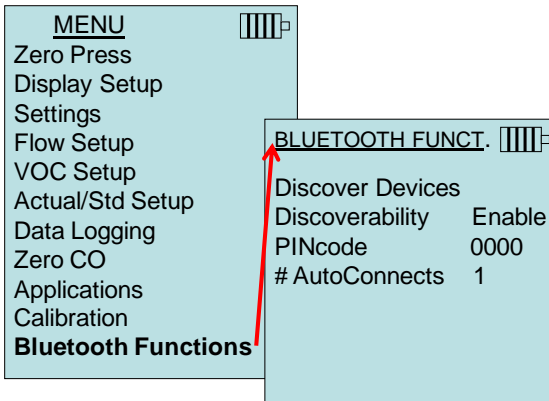 MENU
Zero Press
Display Setup
Settings
Flow Setup
VOC Setup
Actual/Std Setup
Data Logging
Zero CO
Applications
Calibration
Bluetooth Functions
BLUETOOTH FUNCT.
Discover Devices
Discoverability Enable
PINcode 0000
# AutoConnects 1